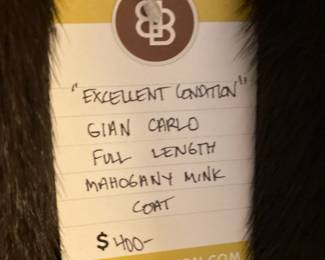 B B
"EXCELLENT CONDITION"
GIAN CARLO
FULL LENGTH
MAHOGANY MINK
COAT
$400-